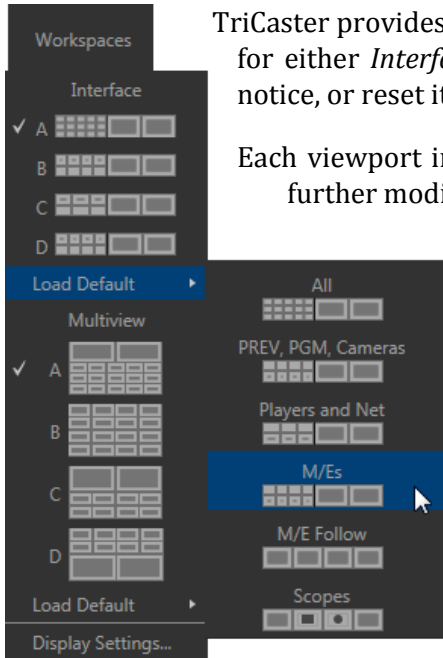 TriCaster provides
for either Interfa
notice, or reset it
Each viewport in
further modi
Workspaces
Interface
A
B
C
D
Load Default
Multiview
A
B
C
D
Load Default
Display Settings...
All
PREV, PGM, Cameras
Players and Net
M/Es
M/E Follow
Scopes